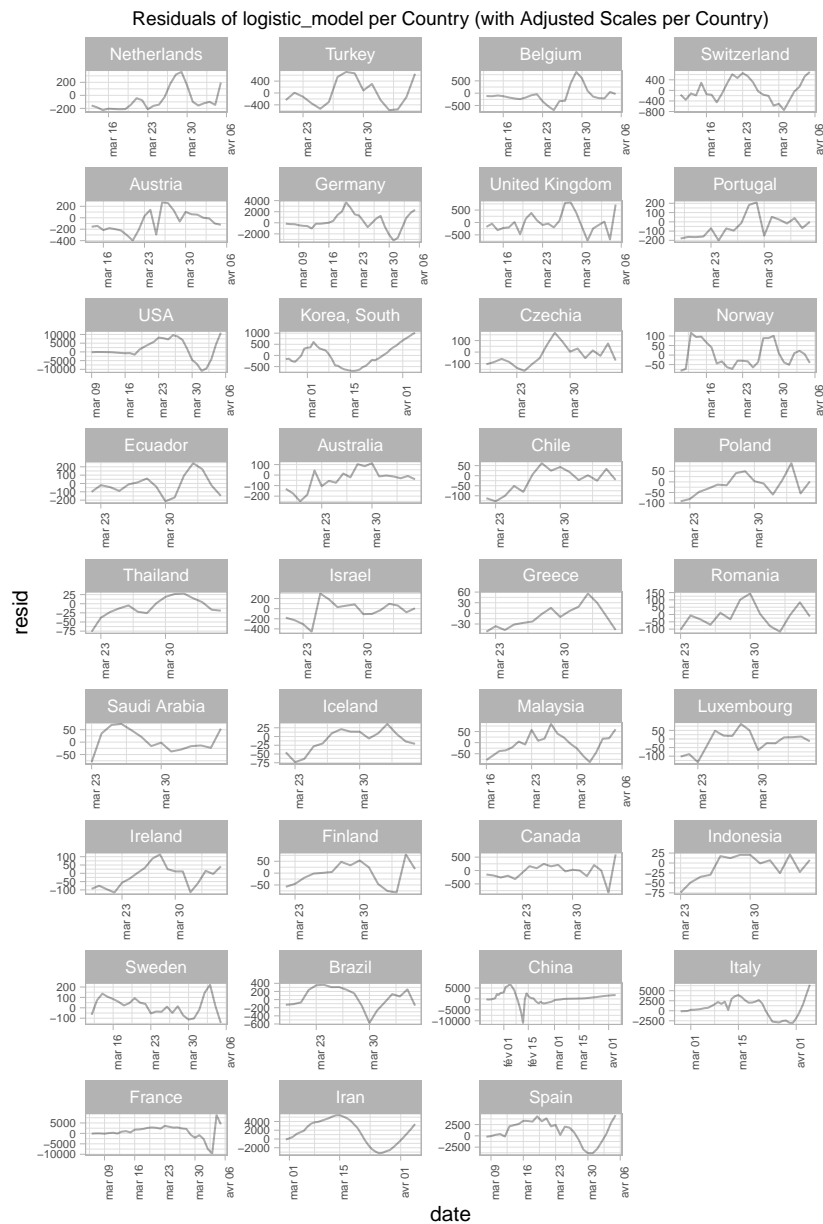 Residuals of logistic_model per Country (with Adjusted Scales per Country)
Netherlands Turkey Belgium Switzerland
200 0 −200 mar 16 mar 23 mar 30 avr 06
400 0 −400 mar 23 mar 30
500 0 −500 mar 16 mar 23 mar 30 avr 06
400 0 −400 −800 mar 16 mar 23 mar 30 avr 06
Austria Germany United Kingdom Portugal
200 0 −200 −400 mar 16 mar 23 mar 30 avr 06
4000 2000 0 −2000 mar 09 mar 16 mar 23 mar 30 avr 06
500 0 −500 mar 16 mar 23 mar 30 avr 06
200 100 0 −100 −200 mar 23 mar 30
USA Korea, South Czechia Norway
10000 5000 0 −5000 −10000 mar 09 mar 16 mar 23 mar 30 avr 06
1000 500 0 −500 mar 01 mar 15 avr 01
100 0 −100 mar 23 mar 30
100 50 0 −50 mar 16 mar 23 mar 30 avr 06
Ecuador Australia Chile Poland
200 100 0 −100 −200 mar 23 mar 30
100 0 −100 −200 mar 23 mar 30
50 0 −50 −100 mar 23 mar 30
50 0 −50 −100 mar 23 mar 30
Thailand Israel Greece Romania
25 0 −25 −50 −75 mar 23 mar 30
200 0 −200 −400 mar 23 mar 30
60 30 0 −30 mar 23 mar 30
150 100 50 0 −50 −100 mar 23 mar 30
resid
Saudi Arabia Iceland Malaysia Luxembourg
50 0 −50 mar 23 mar 30
25 0 −25 −50 −75 mar 23 mar 30
50 0 −50 mar 16 mar 23 mar 30 avr 06
50 0 −50 −100 mar 23 mar 30
Ireland Finland Canada Indonesia
100 50 0 −50 −100 mar 23 mar 30
50 0 −50 mar 23 mar 30
500 0 −500 mar 23 mar 30
25 0 −25 −50 −75 mar 23 mar 30
Sweden Brazil China Italy
200 100 0 −100 mar 16 mar 23 mar 30 avr 06
400 200 0 −200 −400 −600 mar 23 mar 30
5000 0 −5000 −10000 fév 01 fév 15 mar 01 mar 15 avr 01
5000 2500 0 −2500 mar 01 mar 15 avr 01
France Iran Spain
5000 0 −5000 −10000 mar 09 mar 16 mar 23 mar 30 avr 06
4000 2000 0 −2000 mar 01 mar 15 avr 01
2500 0 −2500 mar 09 mar 16 mar 23 mar 30 avr 06
date